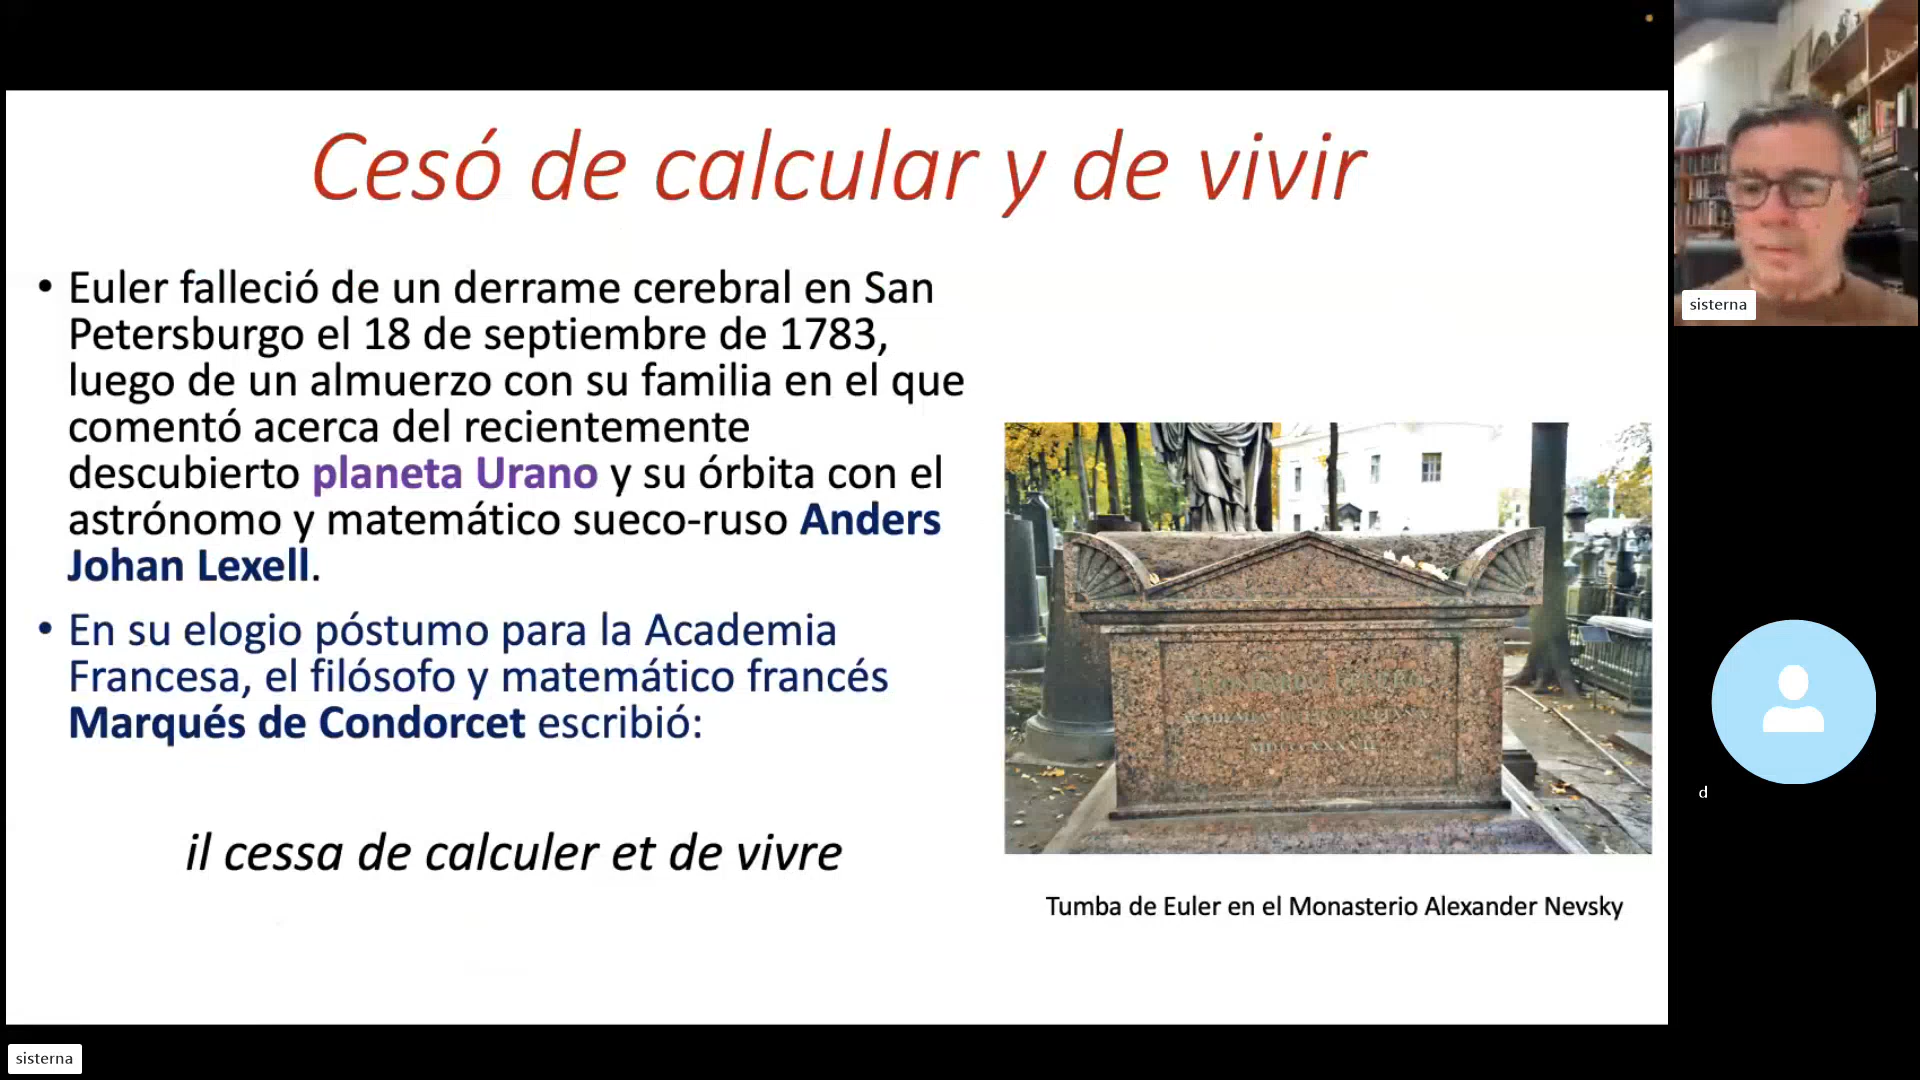 Cesó de calcular y de vivir
• Euler falleció de un derrame cerebral en San
Petersburgo el 18 de septiembre de 1783,
luego de un almuerzo con su familia en el que
comentó acerca del recientemente
descubierto planeta Urano y su órbita con el
astrónomo y matemático sueco-ruso Anders
Johan Lexell.
• En su elogio póstumo para la Academia
Francesa, el filósofo y matemático francés
Marqués de Condorcet escribió:
il cessa de calculer et de vivre
Tumba de Euler en el Monasterio Alexander Nevsky
sisterna
d
sisterna